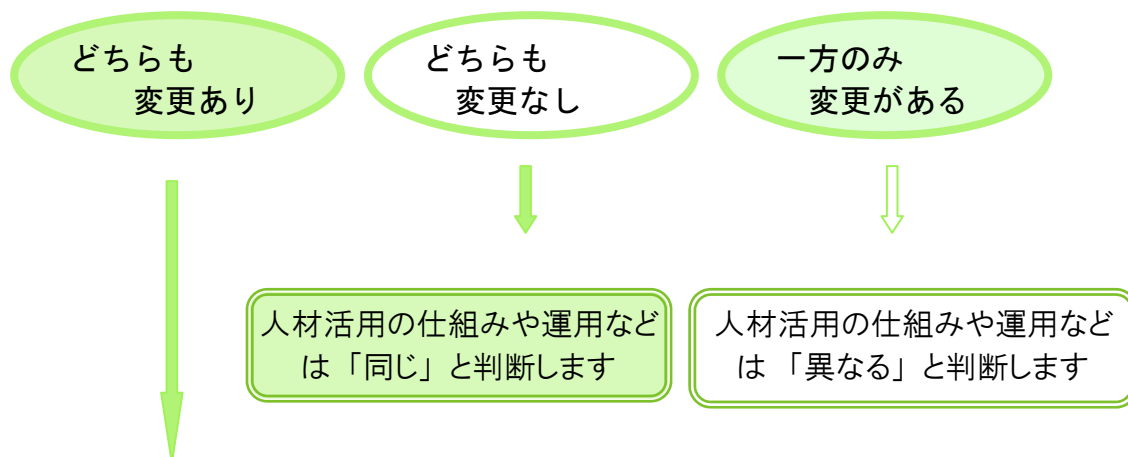 どちらも
変更あり
どちらも
変更なし
一方のみ
変更がある
人材活用の仕組みや運用など
は「同じ」と判断します
人材活用の仕組みや運用など
は 「異なる」と判断します